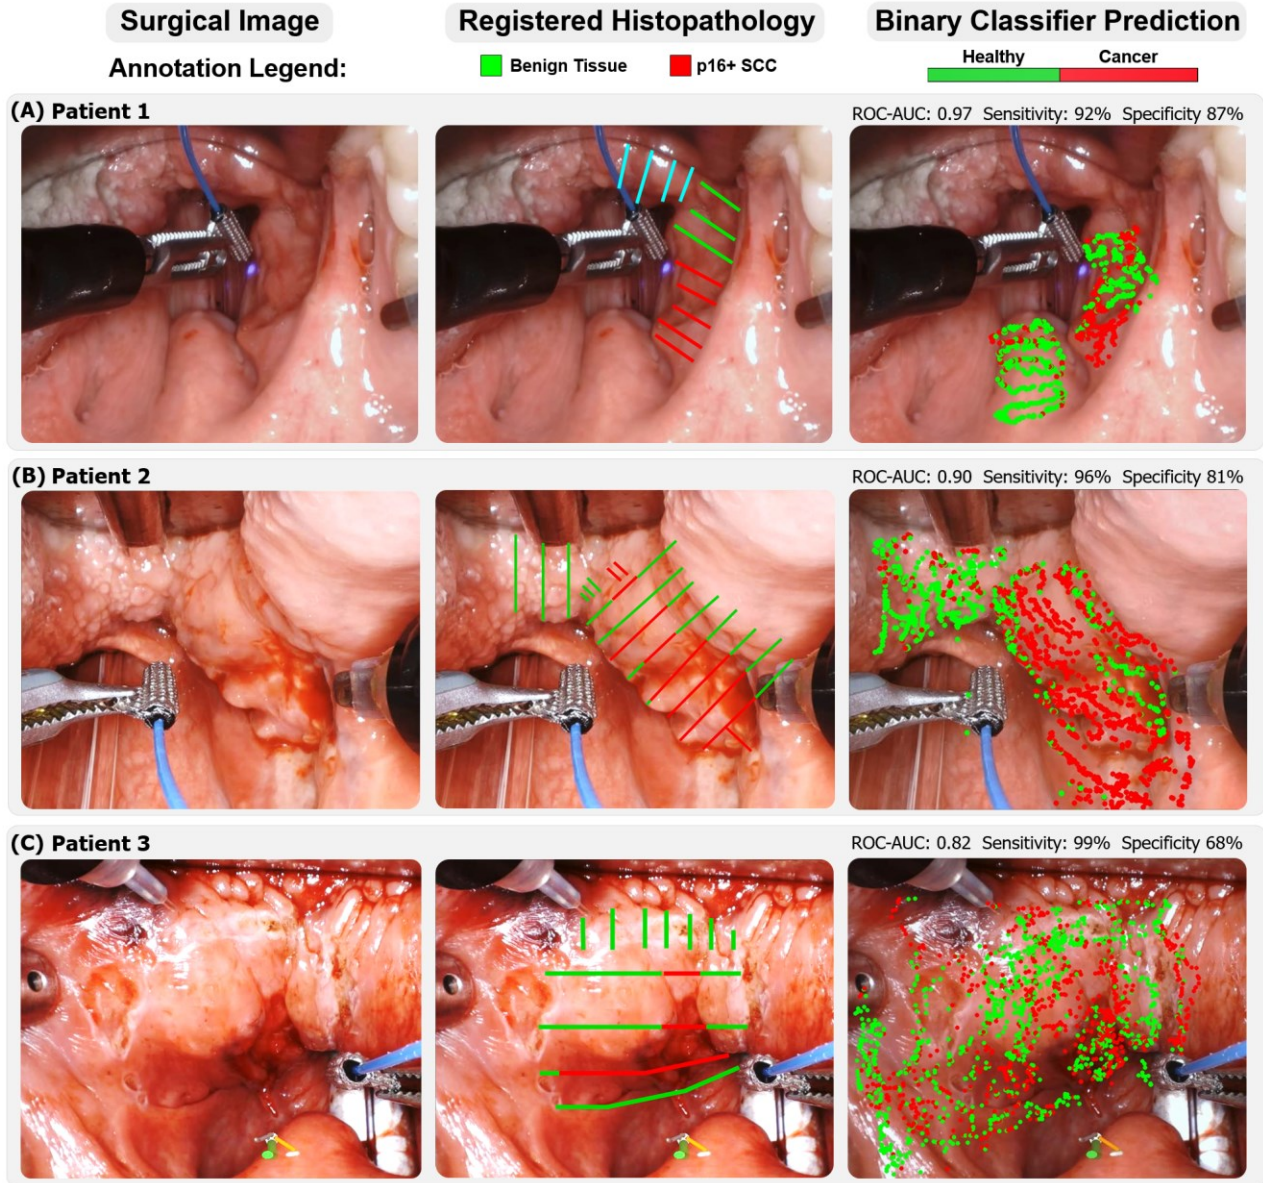 Surgical Image Registered Histopathology Binary Classifier Prediction
Annotation Legend: Benign Tissue p16+ SCC Healthy Cancer
(A) Patient 1 ROC-AUC: 0.97 Sensitivity: 92% Specificity 87%
(B) Patient 2 ROC-AUC: 0.90 Sensitivity: 96% Specificity 81%
(C) Patient 3 ROC-AUC: 0.82 Sensitivity: 99% Specificity 68%